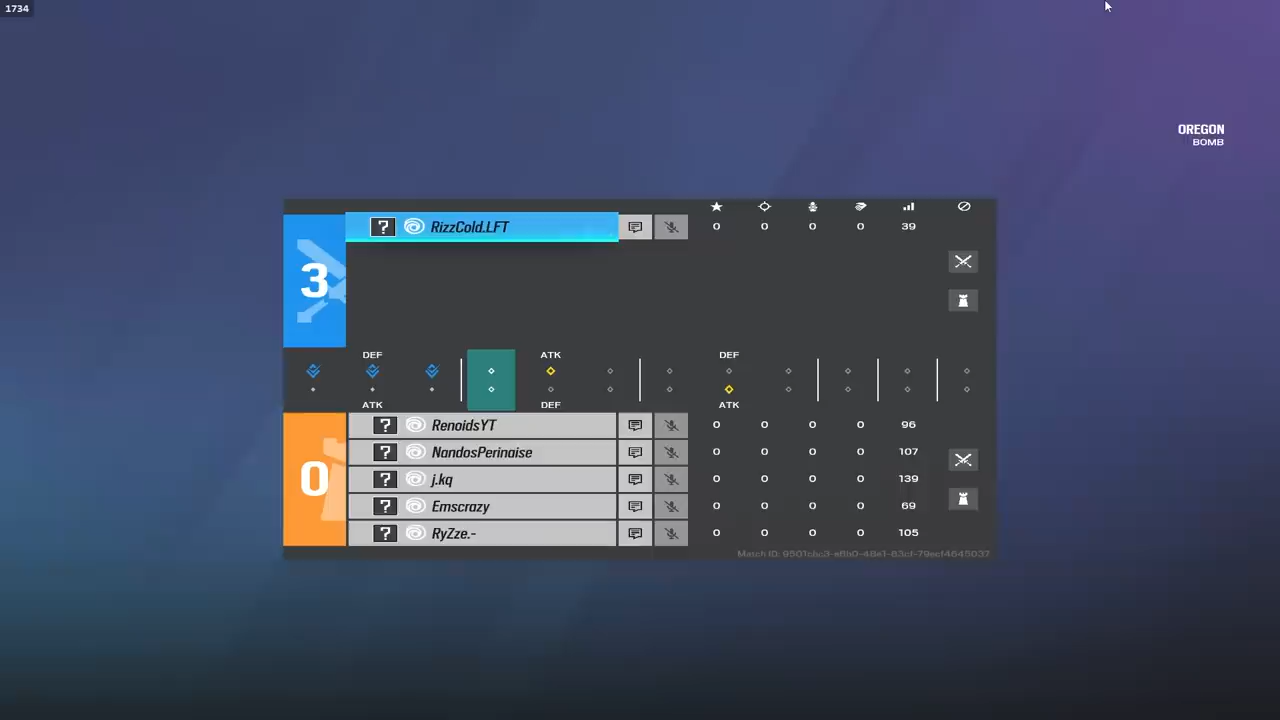 1734
OREGON
BOMB
3
? RizzCold.LFT 0 0 0 0 39
DEF ATK DEF
ATK DEF ATK
0
? RenoidsYT 0 0 0 0 96
? NandosPerinaise 0 0 0 0 107
? j.kq 0 0 0 0 139
? Emscrazy 0 0 0 0 69
? RyZze.- 0 0 0 0 105
Match ID: